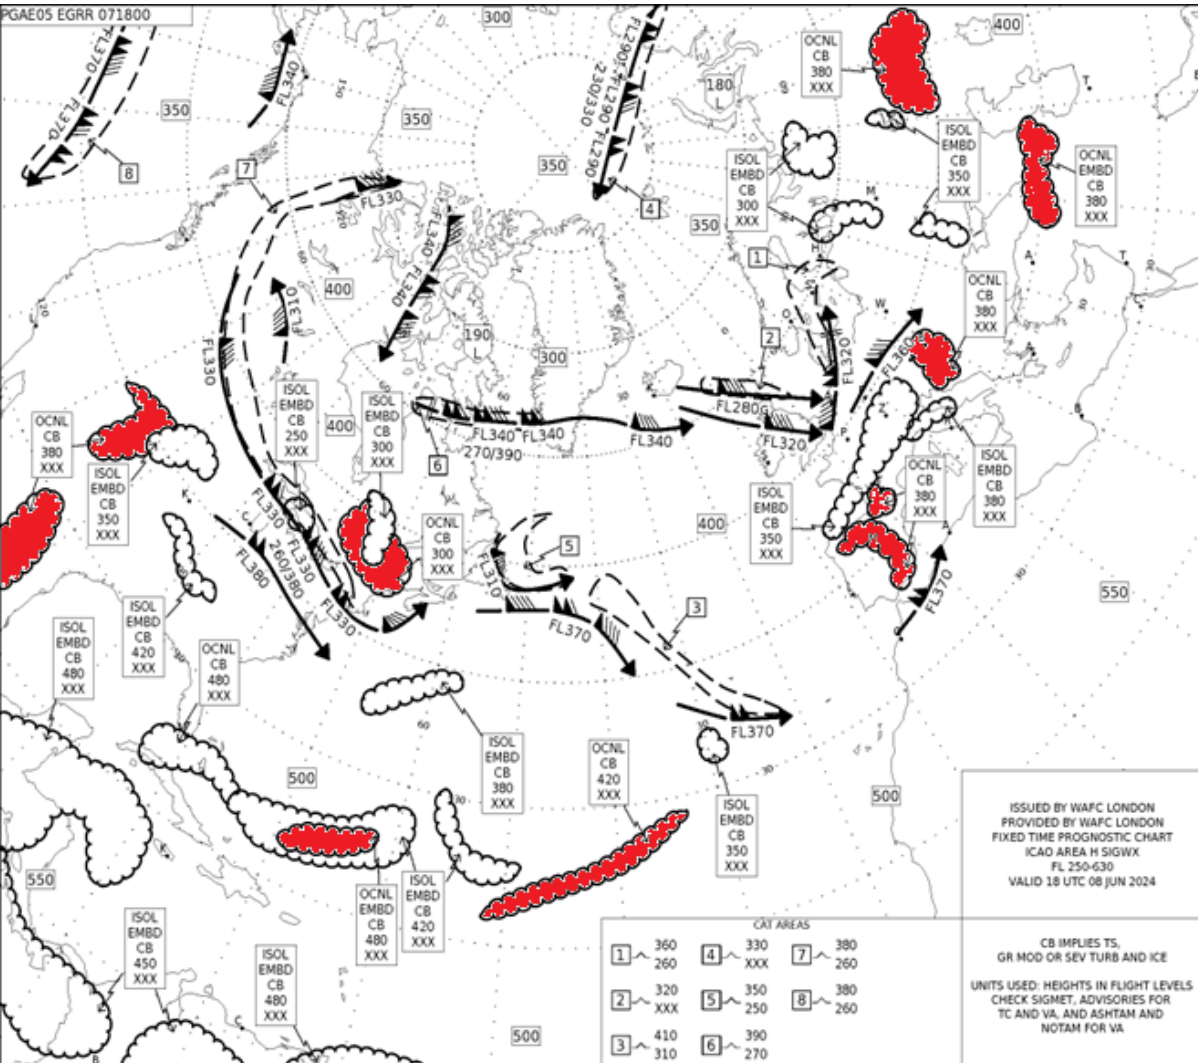 PGAE05 EGRR 071800
300
400
350
350
350
350
180
L
FL370
FL370
8
FL340
7
FL330
FL290
230/330
FL290
FL290
4
OCNL
CB
380
XXX
ISOL
EMBD
CB
350
XXX
ISOL
EMBD
CB
300
XXX
OCNL
EMBD
CB
380
XXX
M
T
H
1
400
FL340
FL340
190
L
300
FL310
FL330
2
W
FL320
FL360
OCNL
CB
380
XXX
A
T
C
A
B
OCNL
CB
380
XXX
ISOL
EMBD
CB
350
XXX
ISOL
EMBD
CB
250
XXX
400
ISOL
EMBD
CB
300
XXX
6
FL340
FL340
270/390
60
30
FL340
FL280
FL320
P
ISOL
EMBD
CB
350
XXX
OCNL
CB
380
XXX
ISOL
EMBD
CB
380
XXX
K
FL380
FL330
260/380
FL330
FL330
OCNL
CB
300
XXX
FL310
5
400
FL370
3
A
FL370
30
550
ISOL
EMBD
CB
480
XXX
ISOL
EMBD
CB
420
XXX
OCNL
CB
480
XXX
60
ISOL
EMBD
CB
380
XXX
30
FL370
30
OCNL
CB
420
XXX
ISOL
EMBD
CB
350
XXX
500
500
30
550
OCNL
EMBD
CB
480
XXX
ISOL
EMBD
CB
420
XXX
ISOL
EMBD
CB
450
XXX
ISOL
EMBD
CB
480
XXX
C
B
500
ISSUED BY WAFC LONDON
PROVIDED BY WAFC LONDON
FIXED TIME PROGNOSTIC CHART
ICAO AREA H SIGWX
FL 250-630
VALID 18 UTC 08 JUN 2024
CAT AREAS
1 360 260
4 330 XXX
7 380 260
2 320 XXX
5 350 250
8 380 260
3 410 310
6 390 270
CB IMPLIES TS,
GR MOD OR SEV TURB AND ICE
UNITS USED: HEIGHTS IN FLIGHT LEVELS
CHECK SIGMET, ADVISORIES FOR
TC AND VA, AND ASHTAM AND
NOTAM FOR VA